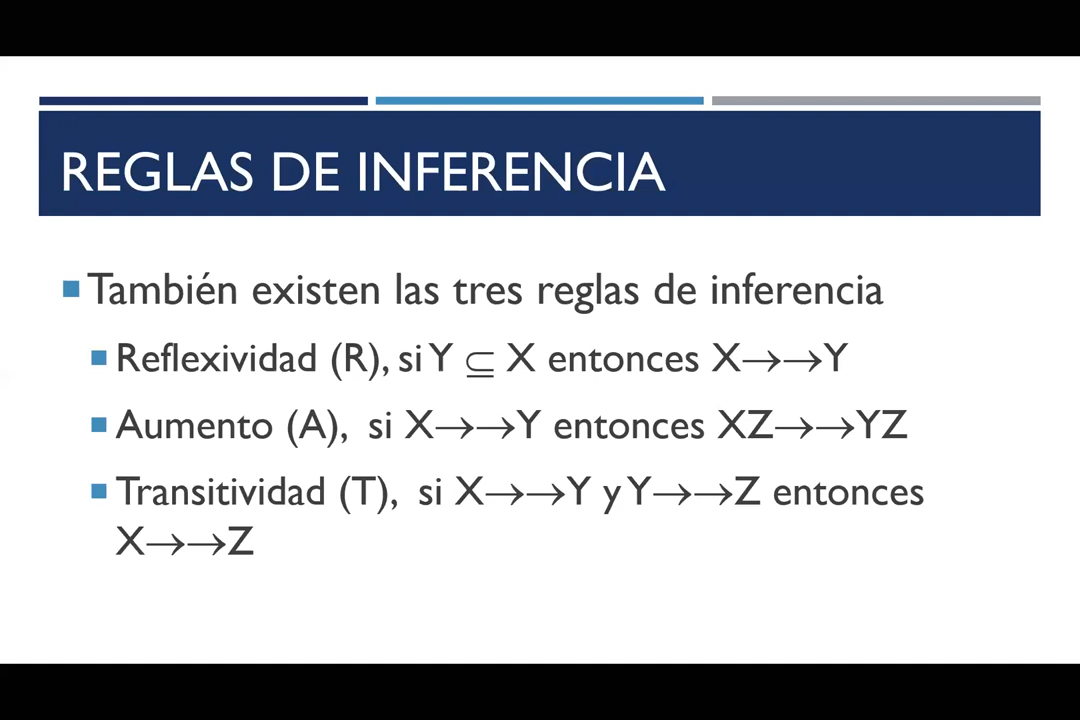 REGLAS DE INFERENCIA
También existen las tres reglas de inferencia
Reflexividad (R), si Y ⊆ X entonces X→→Y
Aumento (A), si X→→Y entonces XZ→→YZ
Transitividad (T), si X→→Y y Y→→Z entonces
X→→Z